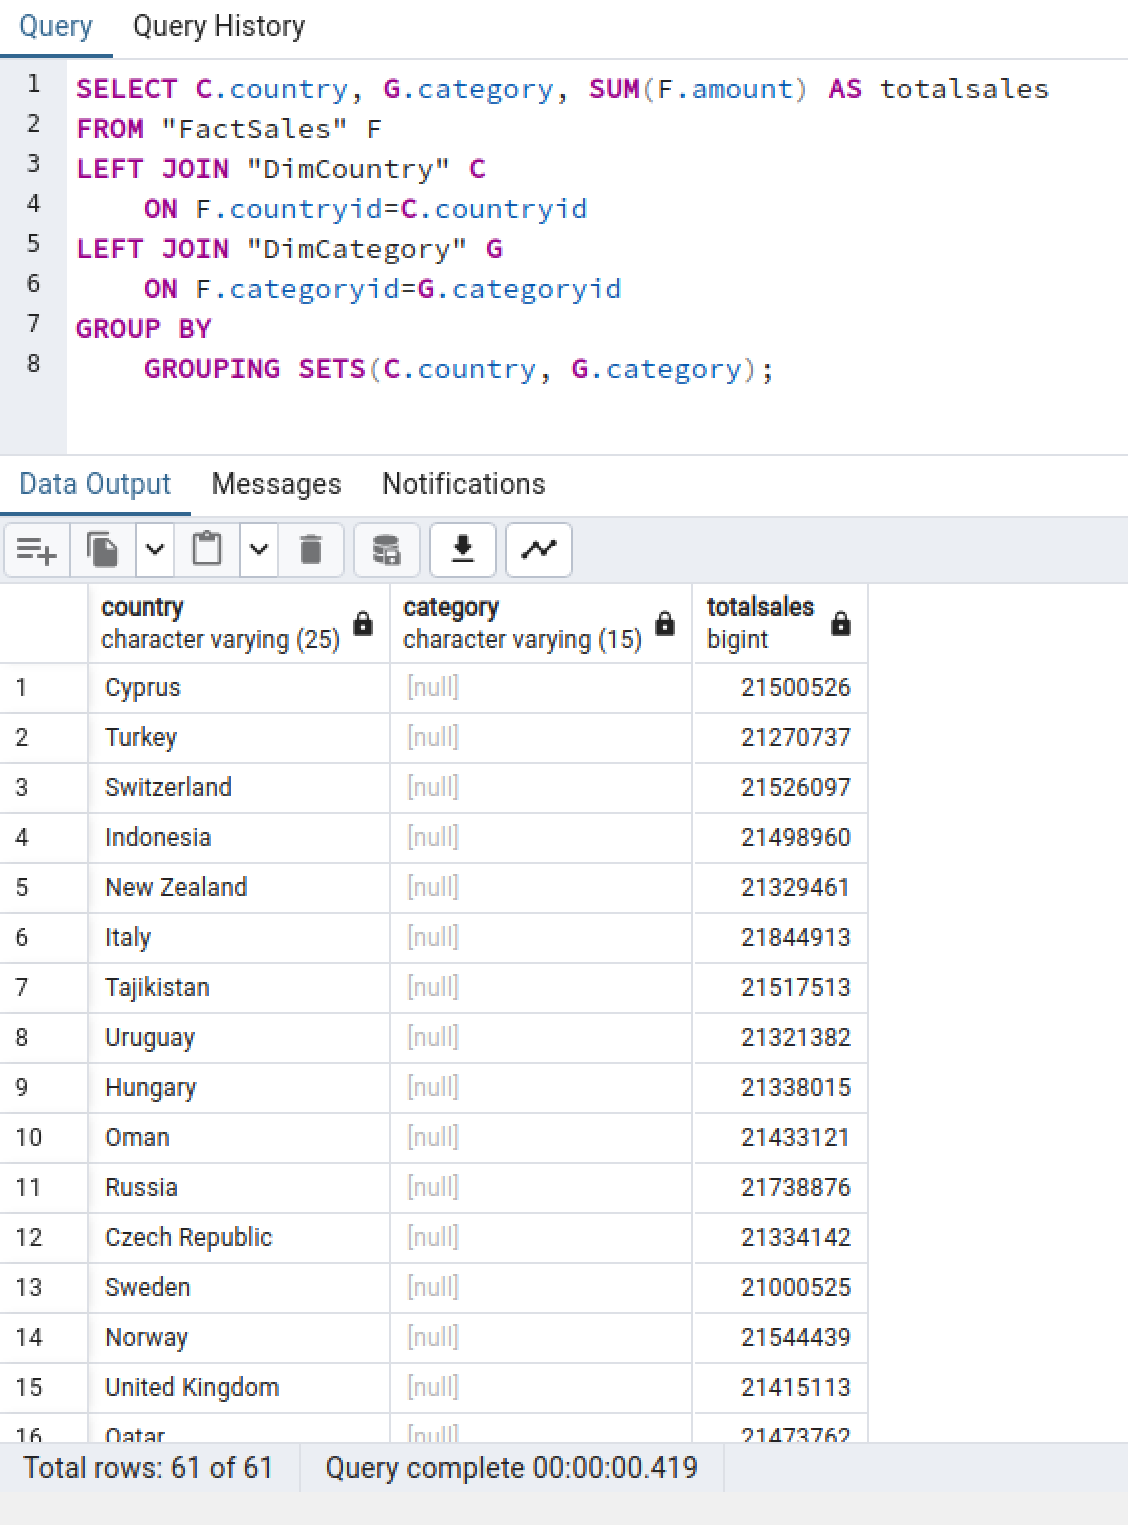 Query Query History
1 SELECT C.country, G.category, SUM(F.amount) AS totalsales
2 FROM "FactSales" F
3 LEFT JOIN "DimCountry" C
4 ON F.countryid=C.countryid
5 LEFT JOIN "DimCategory" G
6 ON F.categoryid=G.categoryid
7 GROUP BY
8 GROUPING SETS(C.country, G.category);
Data Output Messages Notifications
country category totalsales
character varying (25) character varying (15) bigint
1 Cyprus [null] 21500526
2 Turkey [null] 21270737
3 Switzerland [null] 21526097
4 Indonesia [null] 21498960
5 New Zealand [null] 21329461
6 Italy [null] 21844913
7 Tajikistan [null] 21517513
8 Uruguay [null] 21321382
9 Hungary [null] 21338015
10 Oman [null] 21433121
11 Russia [null] 21738876
12 Czech Republic [null] 21334142
13 Sweden [null] 21000525
14 Norway [null] 21544439
15 United Kingdom [null] 21415113
16 Qatar [null] 21473762
Total rows: 61 of 61 Query complete 00:00:00.419